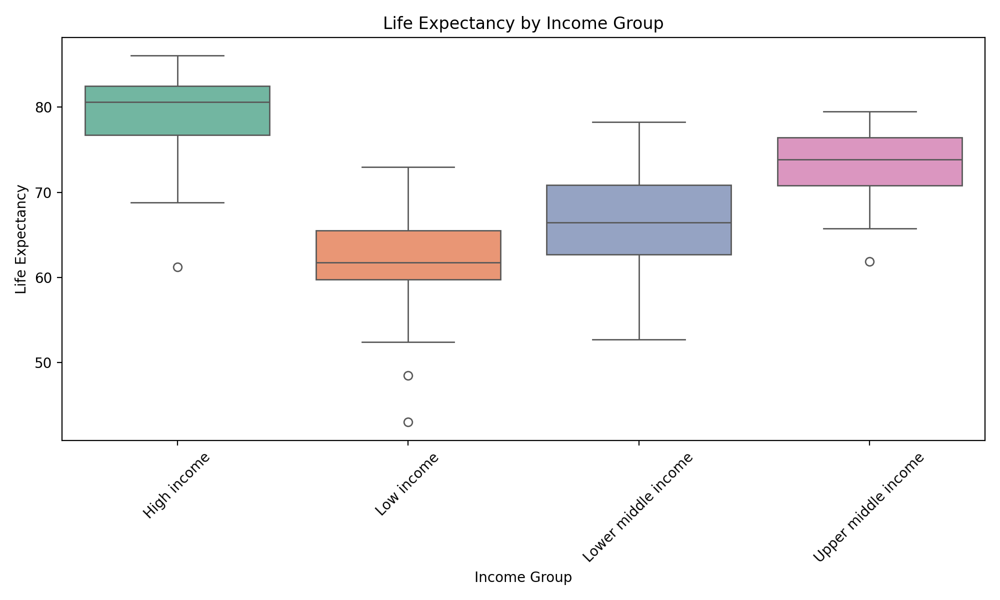 Life Expectancy by Income Group
Life Expectancy
80
70
60
50
High income
Low income
Lower middle income
Upper middle income
Income Group